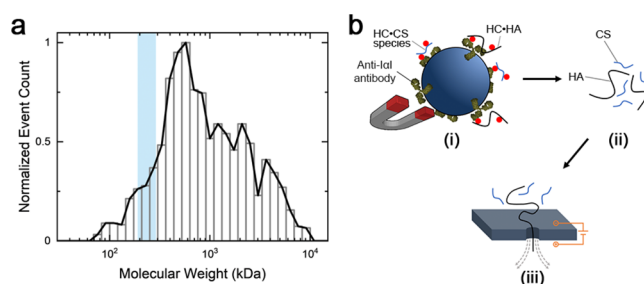 a
1
0.5
0
Normalized Event Count
10²
10³
10⁴
Molecular Weight (kDa)
b
HC•CS
species
HC•HA
Anti-IαI
antibody
(i)
CS
HA
(ii)
(iii)